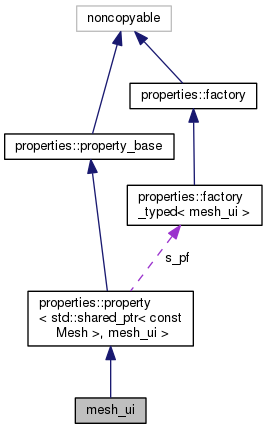 noncopyable
properties::factory
properties::property_base
properties::factory
_typed< mesh_ui >
s_pf
properties::property
< std::shared_ptr< const
Mesh >, mesh_ui >
mesh_ui